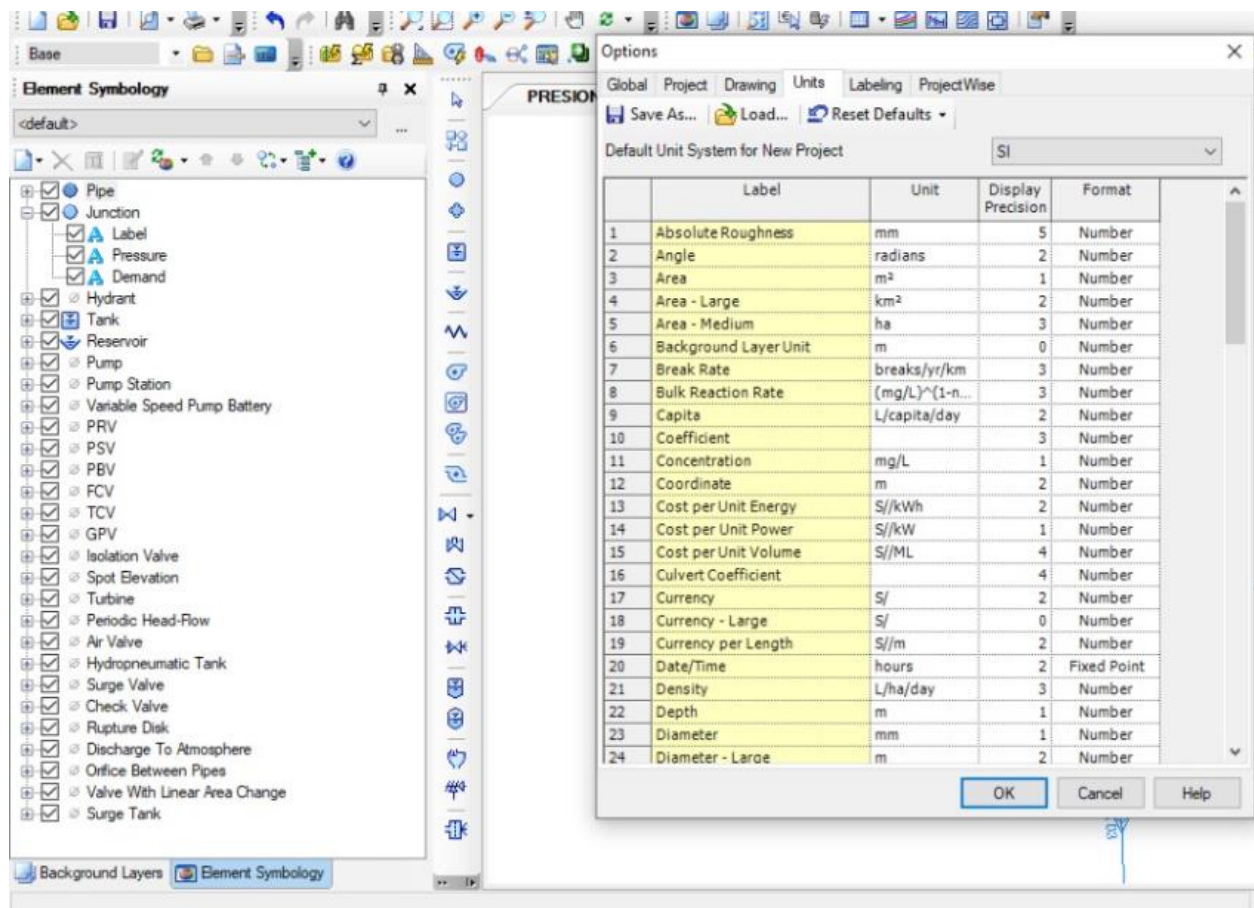 Base
Element Symbology
<default>
...
Pipe
Junction
Label
Pressure
Demand
Hydrant
Tank
Reservoir
Pump
Pump Station
Variable Speed Pump Battery
PRV
PSV
PBV
FCV
TCV
GPV
Isolation Valve
Spot Elevation
Turbine
Periodic Head-Flow
Air Valve
Hydropneumatic Tank
Surge Valve
Check Valve
Rupture Disk
Discharge To Atmosphere
Orifice Between Pipes
Valve With Linear Area Change
Surge Tank
Background Layers Element Symbology
PRESION
Options
Global Project Drawing Units Labeling ProjectWise
Save As... Load... Reset Defaults
Default Unit System for New Project SI
Label Unit Display Precision Format
1 Absolute Roughness mm 5 Number
2 Angle radians 2 Number
3 Area m² 1 Number
4 Area - Large km² 2 Number
5 Area - Medium ha 3 Number
6 Background Layer Unit m 0 Number
7 Break Rate breaks/yr/km 3 Number
8 Bulk Reaction Rate (mg/L)^(1-n... 3 Number
9 Capita L/capita/day 2 Number
10 Coefficient 3 Number
11 Concentration mg/L 1 Number
12 Coordinate m 2 Number
13 Cost per Unit Energy S//kWh 2 Number
14 Cost per Unit Power S//kW 1 Number
15 Cost per Unit Volume S//ML 4 Number
16 Culvert Coefficient 4 Number
17 Currency S/ 2 Number
18 Currency - Large S/ 0 Number
19 Currency per Length S//m 2 Number
20 Date/Time hours 2 Fixed Point
21 Density L/ha/day 3 Number
22 Depth m 1 Number
23 Diameter mm 1 Number
24 Diameter - Large m 2 Number
OK Cancel Help